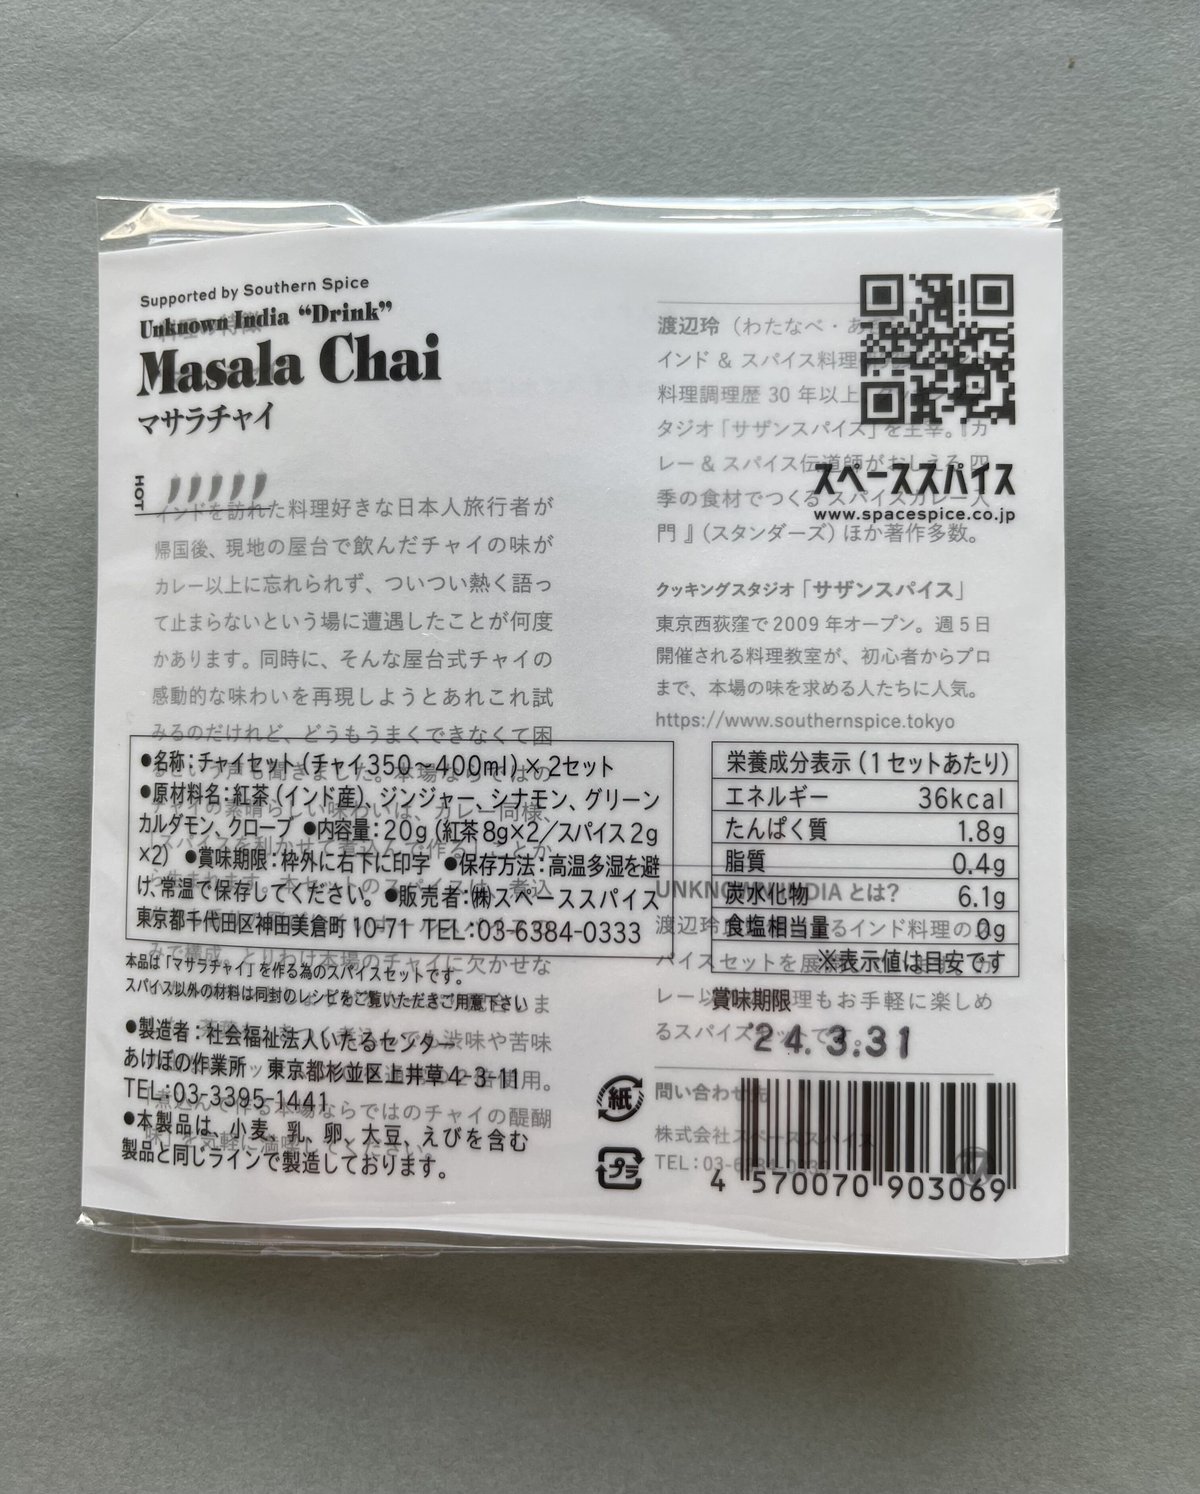 Supported by Southern Spice
Unknown India “Drink”
Masala Chai
マサラチャイ
HOT
インドを訪れた料理好きな日本人旅行者が
帰国後、現地の屋台で飲んだチャイの味が
カレー以上に忘れられず、ついつい熱く語っ
て止まらないという場に遭遇したことが何度
かあります。同時に、そんな屋台式チャイの
感動的な味わいを再現しようとあれこれ試
みるのだけれど、どうもうまくできなくて困
●名称：チャイセット（チャイ350～400ml）×2セット
●原材料名：紅茶（インド産）、ジンジャー、シナモン、グリーン
カルダモン、クローブ ●内容量：20g（紅茶8g×2／スパイス2g
×2） ●賞味期限：枠外に右下に印字 ●保存方法：高温多湿を避
け、常温で保存してください。●販売者：㈱スペーススパイス
東京都千代田区神田美倉町10-71 TEL：03-6384-0333
本品は「マサラチャイ」を作る為のスパイスセットです。
スパイス以外の材料は同封のレシピをご覧いただきご用意下さい
●製造者：社会福祉法人いたるセンター
あけぼの作業所 東京都杉並区上井草4-3-11
TEL：03-3395-1441
●本製品は、小麦、乳、卵、大豆、えびを含む
製品と同じラインで製造しております。
スペーススパイス
www.spacespice.co.jp
渡辺玲（わたなべ・あ
インド & スパイス料理
料理調理歴 30 年以上
タジオ「サザンスパイス」を主宰。『カ
レー & スパイス伝道師がおしえる 四
季の食材でつくる スパイスカレー入
門 』（スタンダーズ）ほか著作多数。
クッキングスタジオ「サザンスパイス」
東京西荻窪で 2009 年オープン。週 5 日
開催される料理教室が、初心者からプロ
まで、本場の味を求める人たちに人気。
https://www.southernspice.tokyo
栄養成分表示（1セットあたり）
エネルギー 36kcal
たんぱく質 1.8g
脂質 0.4g
炭水化物 6.1g
食塩相当量 0g
※表示値は目安です
UNKNOWN INDIA とは？
賞味期限
'24.3.31
問い合わせ先
株式会社スペーススパイス
紙
プラ
4 570070 903069